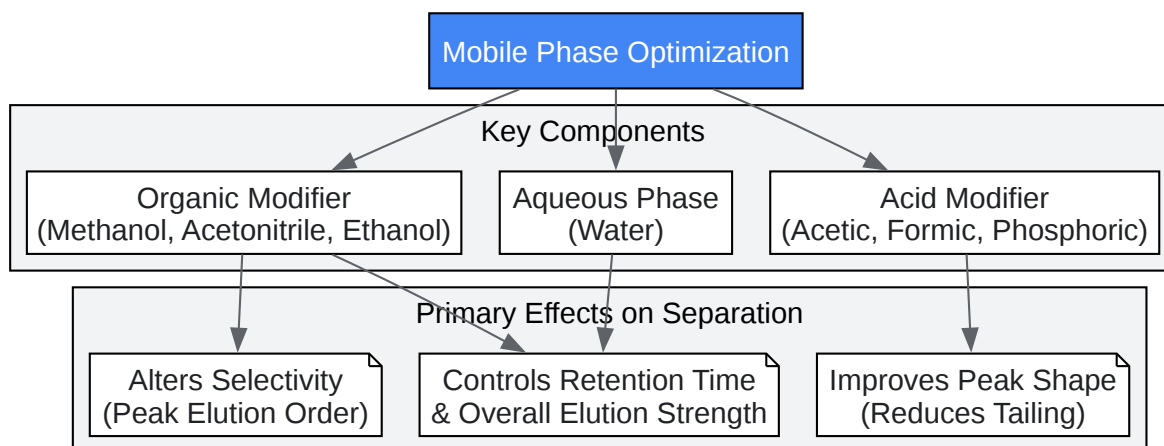 Mobile Phase Optimization
Key Components
Organic Modifier
(Methanol, Acetonitrile, Ethanol)
Aqueous Phase
(Water)
Acid Modifier
(Acetic, Formic, Phosphoric)
Primary Effects on Separation
Alters Selectivity
(Peak Elution Order)
Controls Retention Time
& Overall Elution Strength
Improves Peak Shape
(Reduces Tailing)